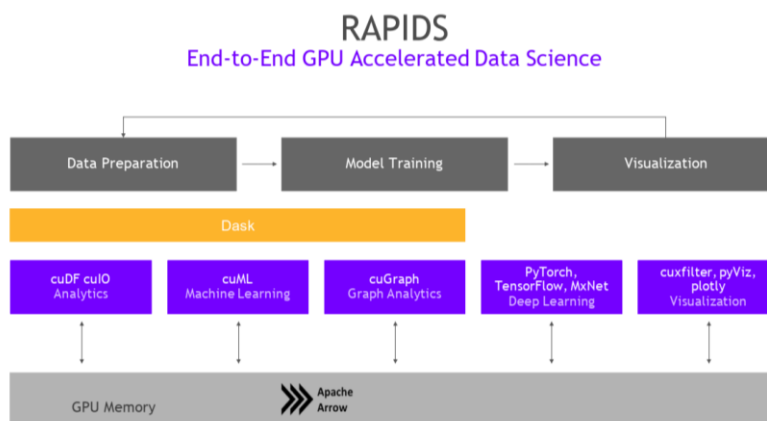 RAPIDS
End-to-End GPU Accelerated Data Science
Data Preparation
Model Training
Visualization
Dask
cuDF cuIO
Analytics
cuML
Machine Learning
cuGraph
Graph Analytics
PyTorch,
TensorFlow, MxNet
Deep Learning
cuxfilter, pyViz,
plotly
Visualization
GPU Memory
Apache
Arrow